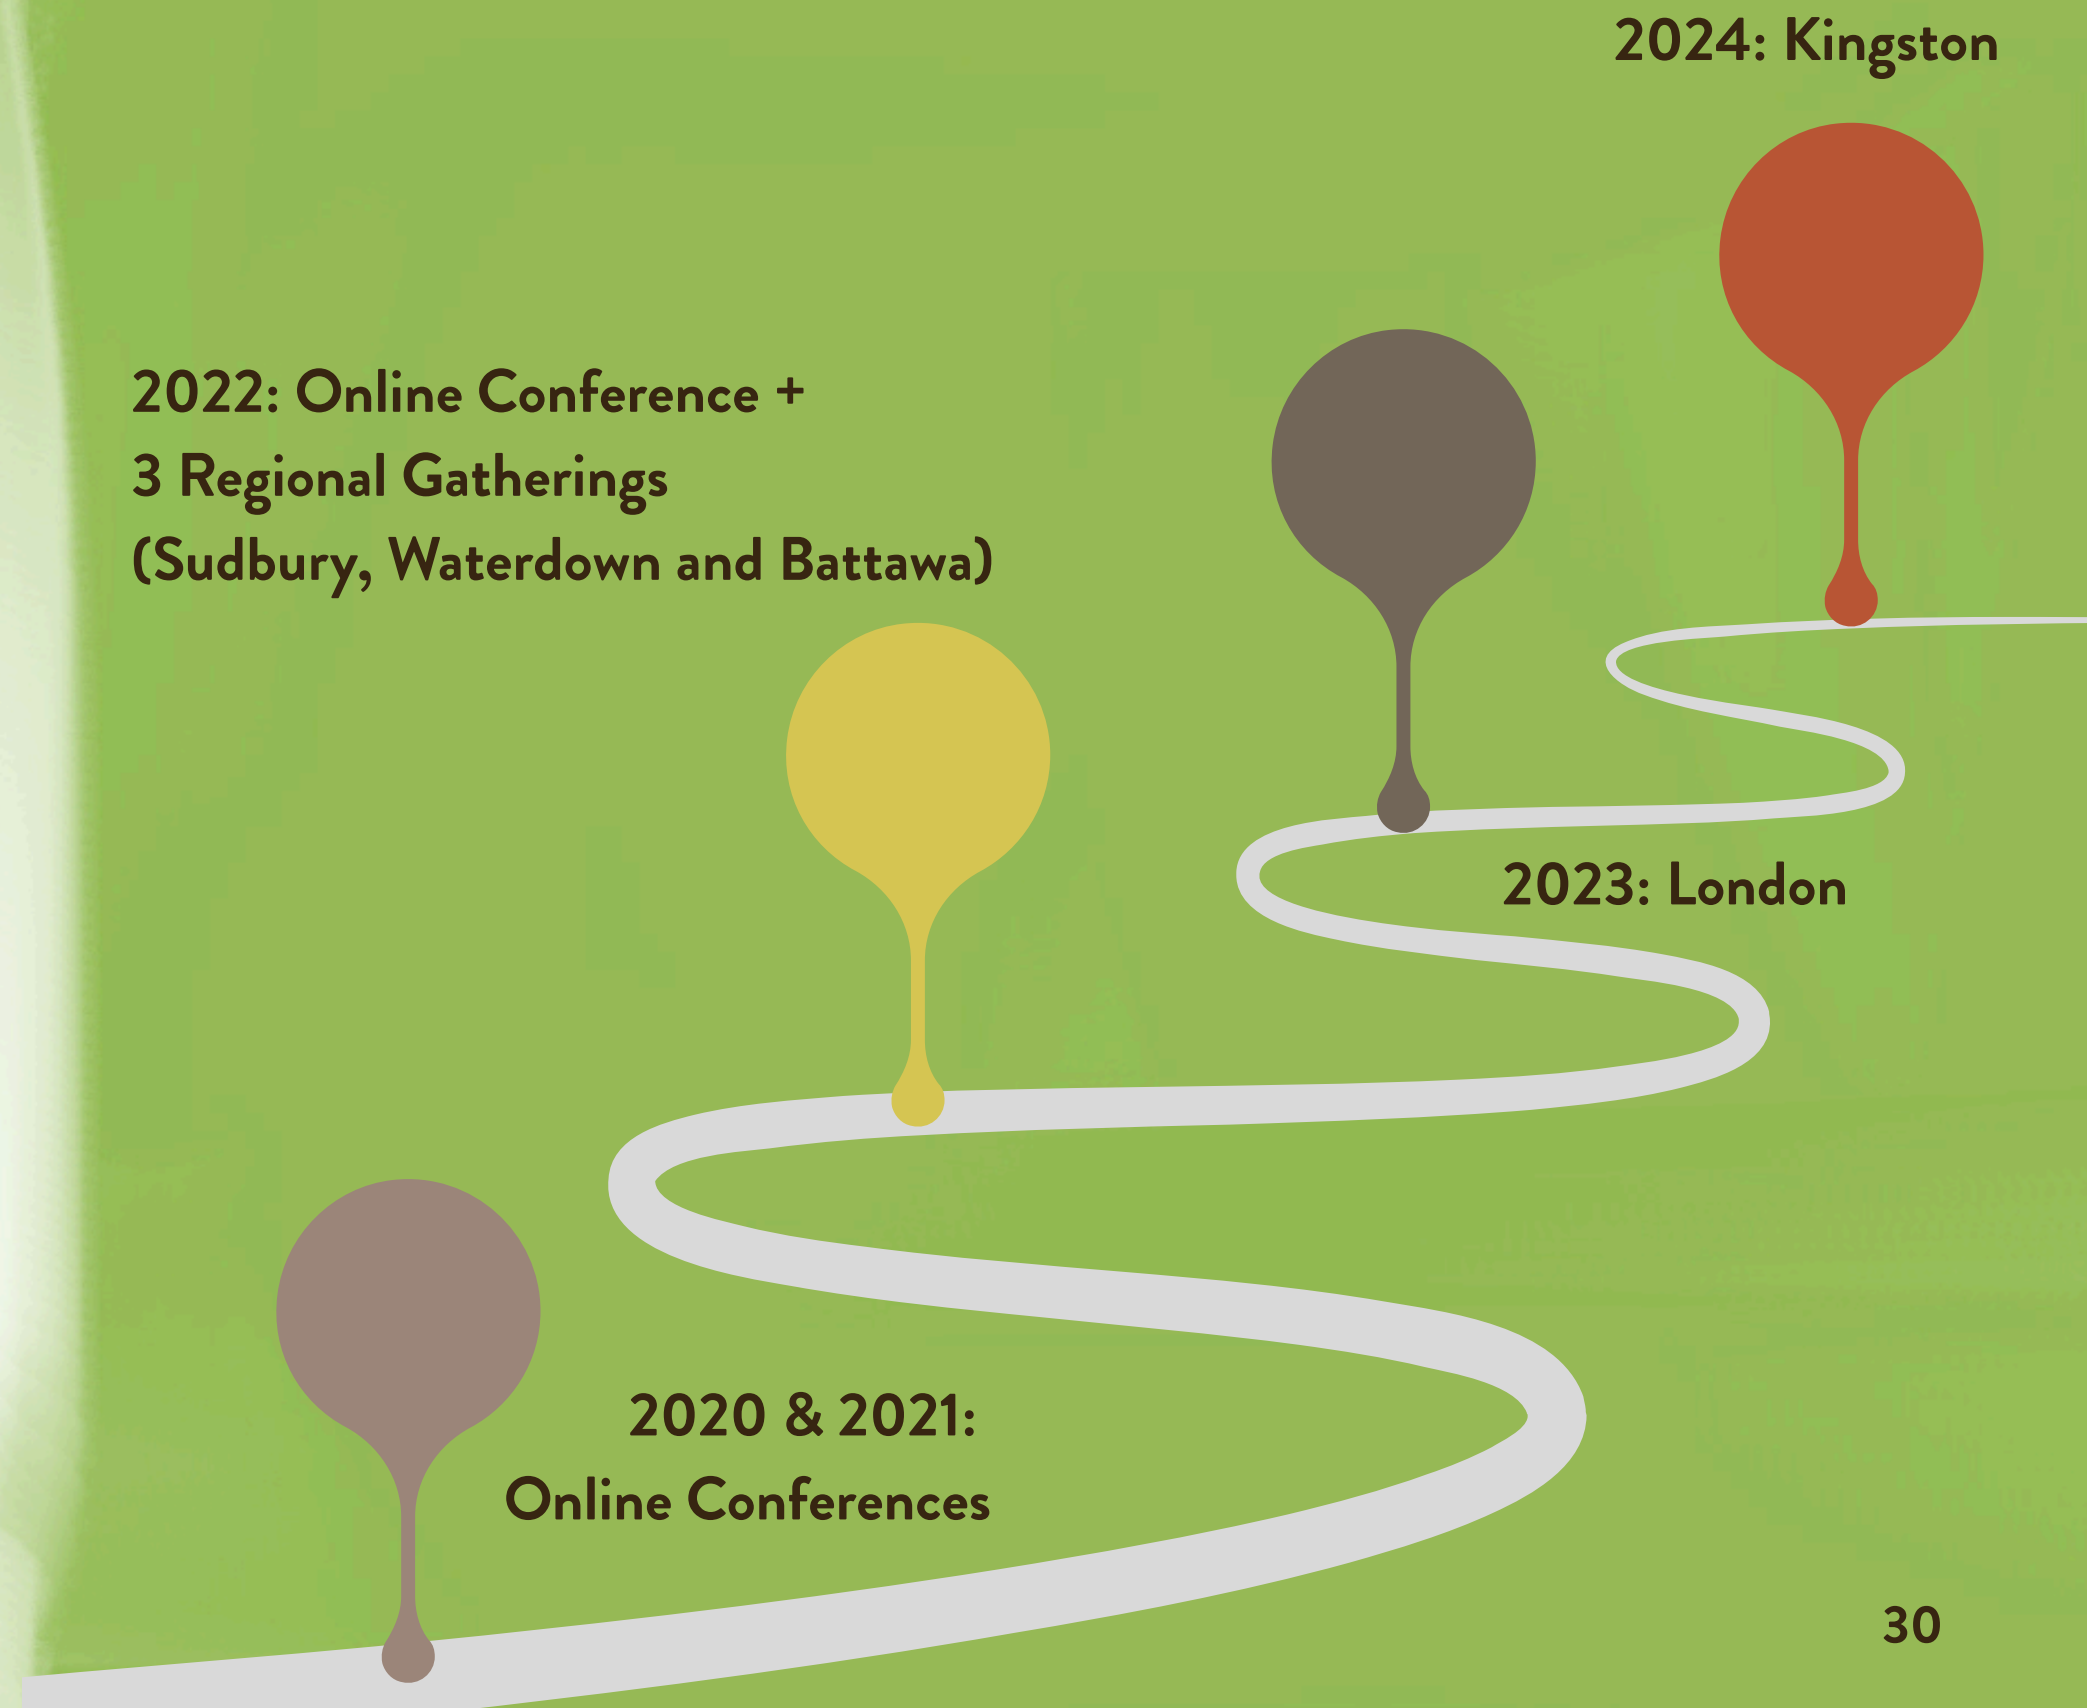 2024: Kingston
2022: Online Conference +
3 Regional Gatherings
(Sudbury, Waterdown and Battawa)
2023: London
2020 & 2021:
Online Conferences
30